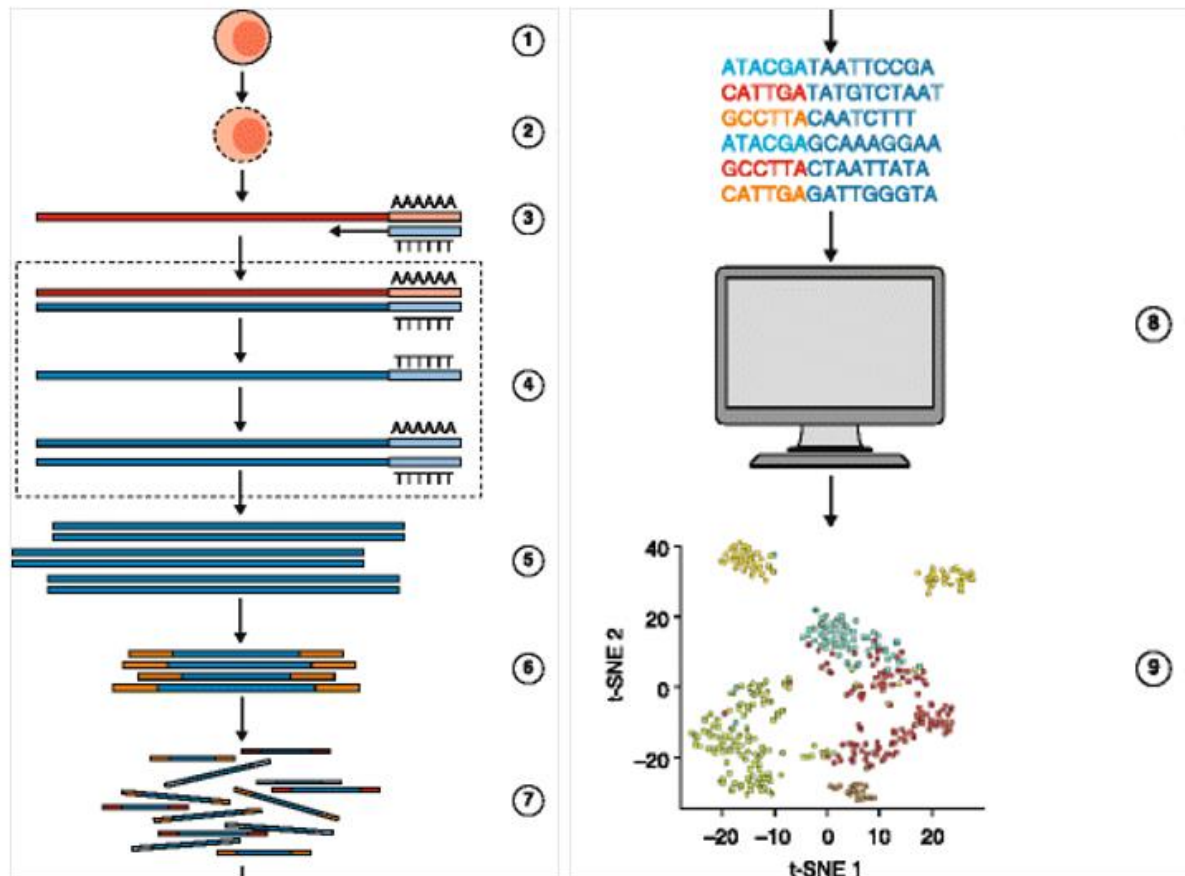 1
2
AAAAAA
3
TTTTTT
AAAAAA
TTTTTT
TTTTTT
4
AAAAAA
TTTTTT
5
6
7
ATACGATAATTCCGA
CATTGATATGTCTAAT
GCCTTACAATCTTT
ATACGAGCAAAGGAA
GCCTTACTAATTATA
CATTGAGATTGGGTA
8
40
20
0
−20
t-SNE 2
−20 −10 0 10 20
t-SNE 1
9